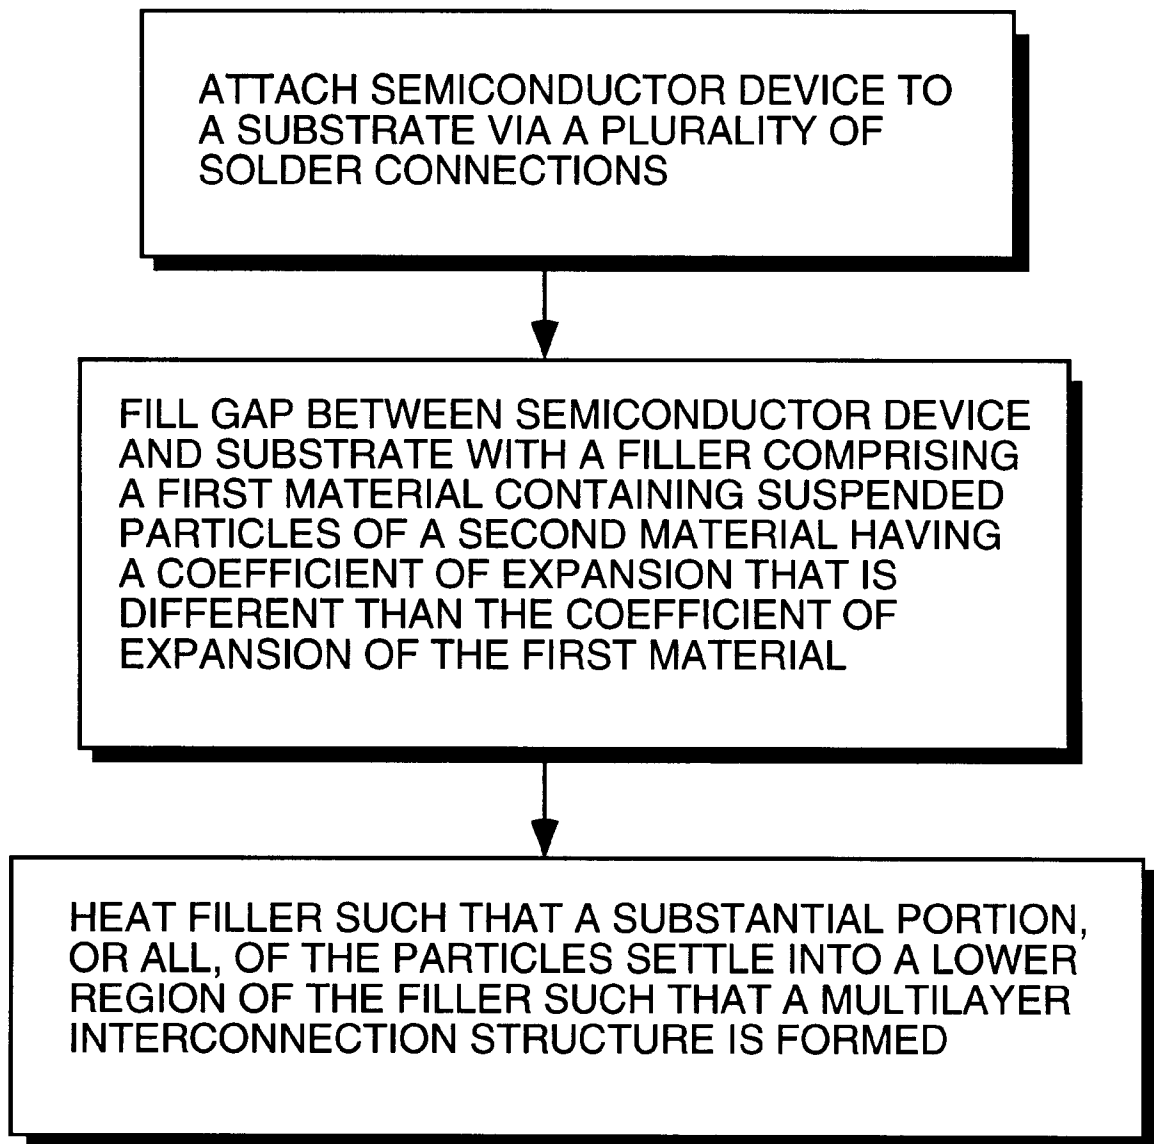 ATTACH SEMICONDUCTOR DEVICE TO
A SUBSTRATE VIA A PLURALITY OF
SOLDER CONNECTIONS
FILL GAP BETWEEN SEMICONDUCTOR DEVICE
AND SUBSTRATE WITH A FILLER COMPRISING
A FIRST MATERIAL CONTAINING SUSPENDED
PARTICLES OF A SECOND MATERIAL HAVING
A COEFFICIENT OF EXPANSION THAT IS
DIFFERENT THAN THE COEFFICIENT OF
EXPANSION OF THE FIRST MATERIAL
HEAT FILLER SUCH THAT A SUBSTANTIAL PORTION,
OR ALL, OF THE PARTICLES SETTLE INTO A LOWER
REGION OF THE FILLER SUCH THAT A MULTILAYER
INTERCONNECTION STRUCTURE IS FORMED